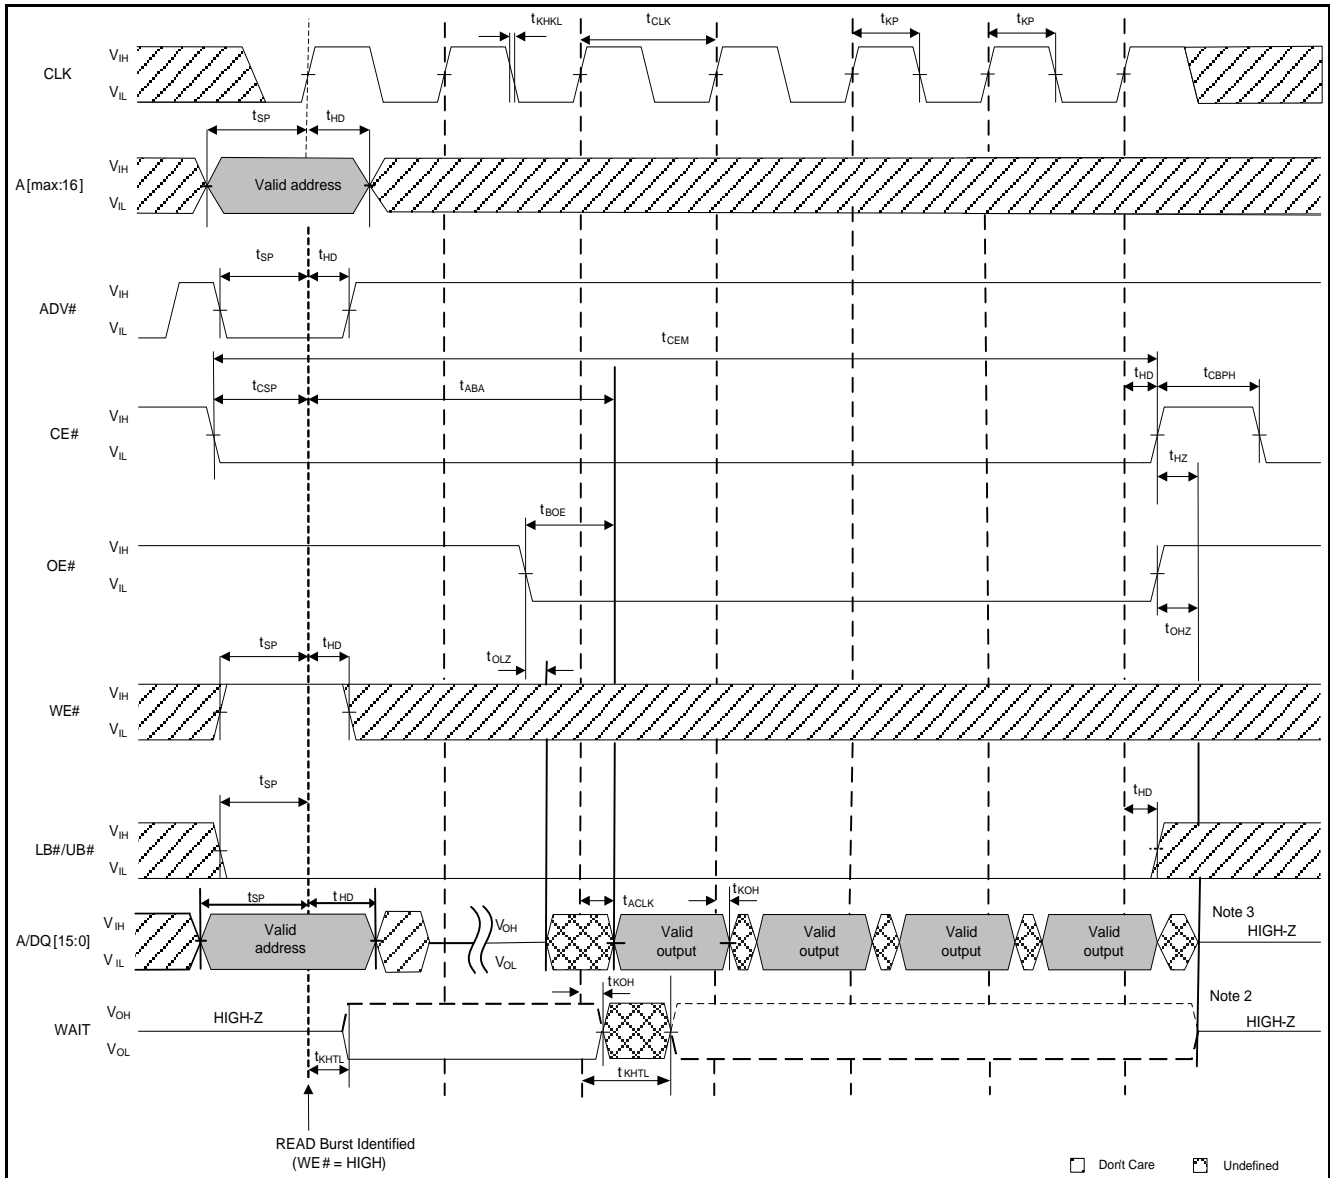 tKHKL tCLK tKP tKP
CLK VIH
VIL
tSP tHD
A[max:16] VIH
VIL
Valid address
tSP tHD
ADV# VIH
VIL
tCEM
tCSP tABA tHD tCBPH
CE# VIH
VIL
tHZ
tBOE
OE# VIH
VIL
tOHZ
tSP tHD tOLZ
WE# VIH
VIL
tSP tHD
LB#/UB# VIH
VIL
tSP tHD tACLK tKOH
A/DQ[15:0] VIH
VIL
Valid address
VOH
VOL
Valid output
Valid output
Valid output
Valid output
Note 3
HIGH-Z
tKOH
Note 2
WAIT VOH
VOL
HIGH-Z
HIGH-Z
tKHTL tKHTL
READ Burst Identified
(WE# = HIGH)
Don't Care Undefined